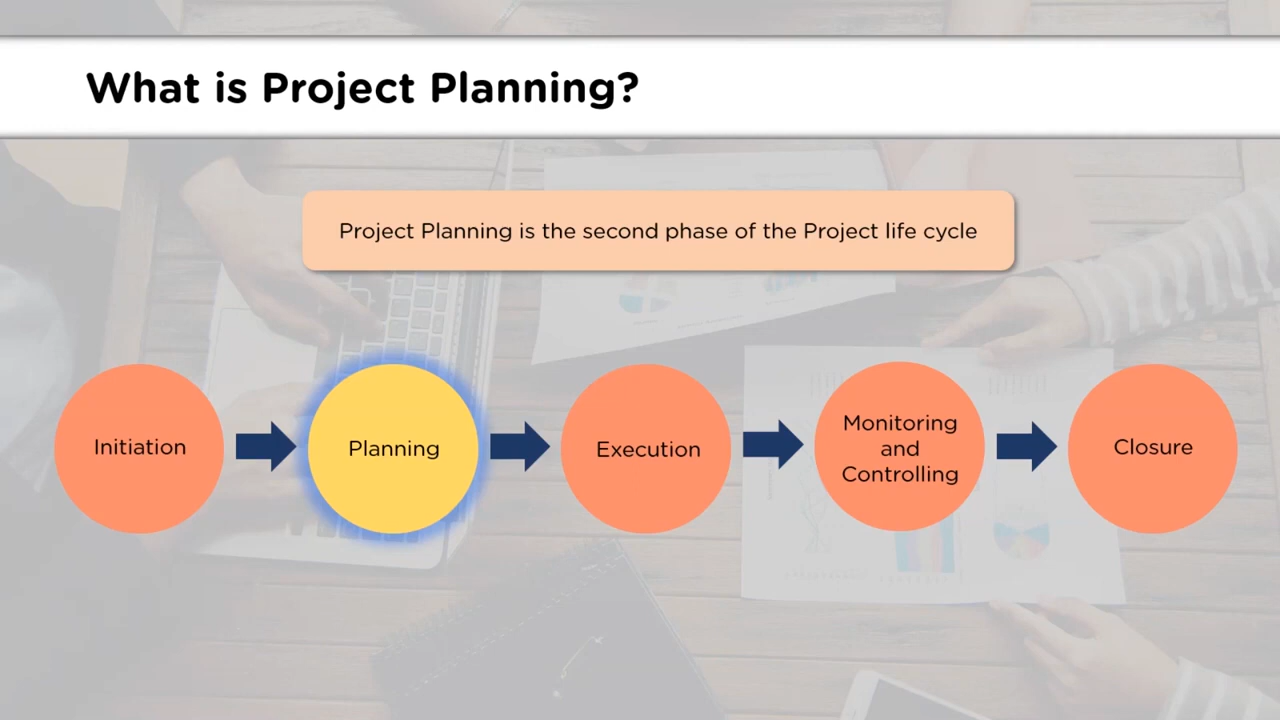 What is Project Planning?
Project Planning is the second phase of the Project life cycle
Initiation
Planning
Execution
Monitoring
and
Controlling
Closure